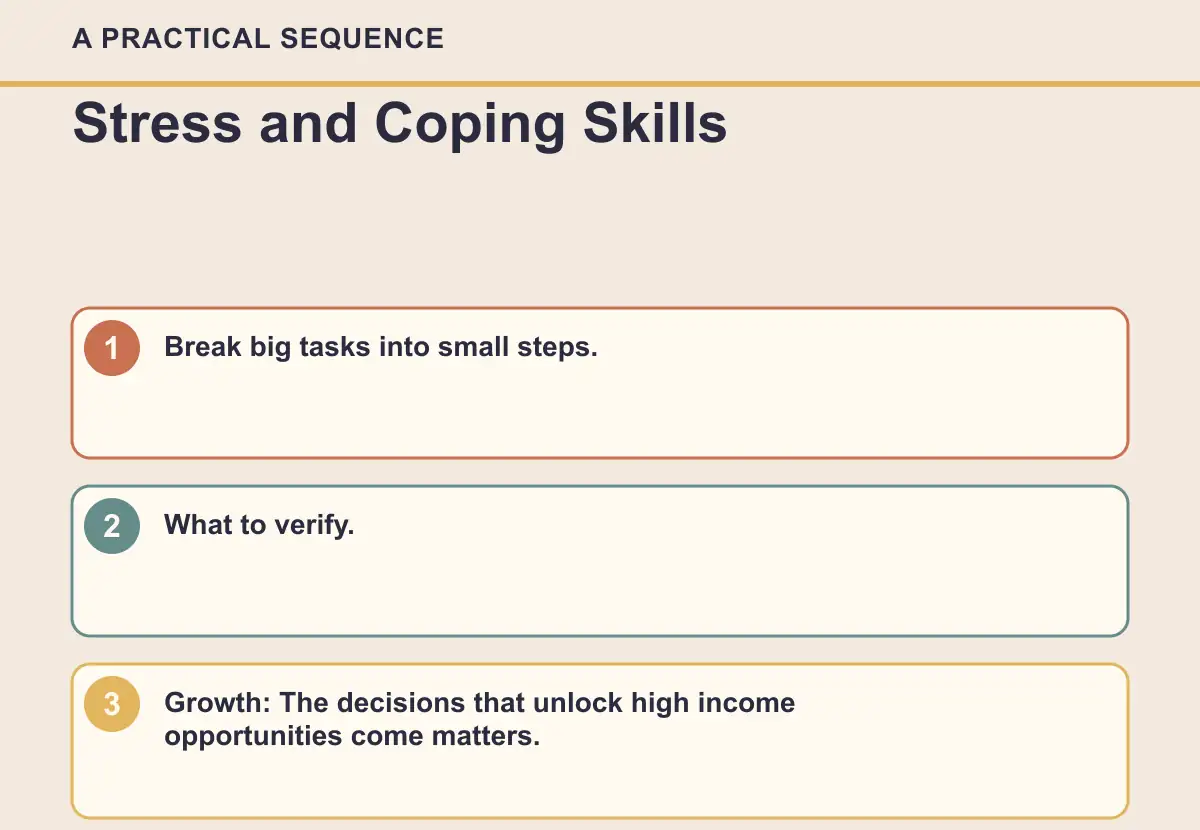 A PRACTICAL SEQUENCE
Stress and Coping Skills
1
Break big tasks into small steps.
2
What to verify.
3
Growth: The decisions that unlock high income
opportunities come matters.